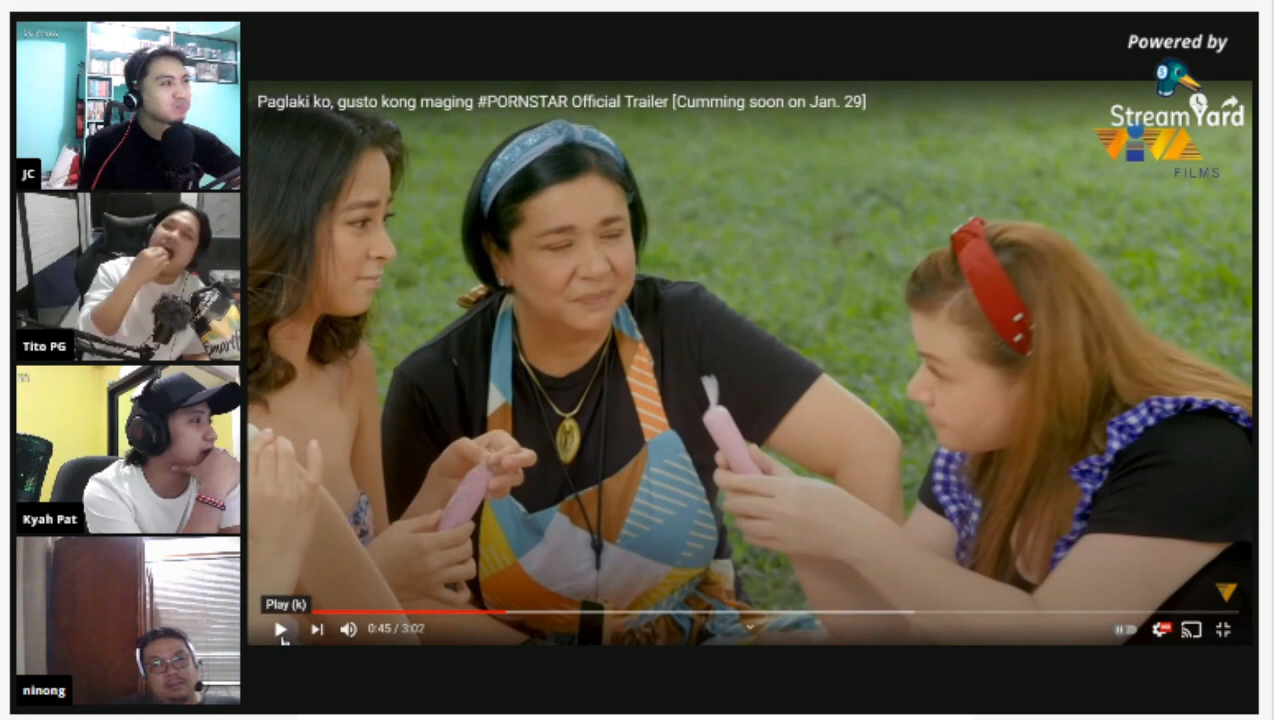 Powered by
Paglaki ko, gusto kong maging #PORNSTAR Official Trailer [Cumming soon on Jan. 29]
StreamYard
VIVA
FILMS
JC
Tito PG
Kyah Pat
Play (k)
0:45 / 3:02
ninong